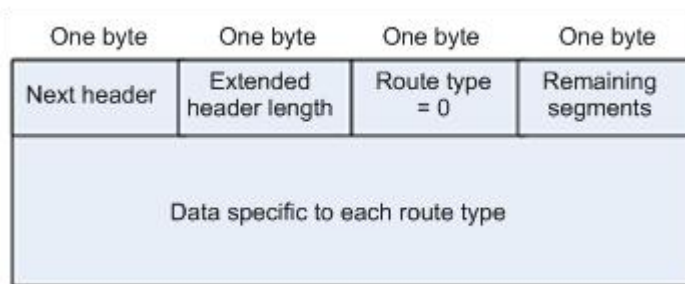 One byte One byte One byte One byte
Next header
Extended
header length
Route type
= 0
Remaining
segments
Data specific to each route type